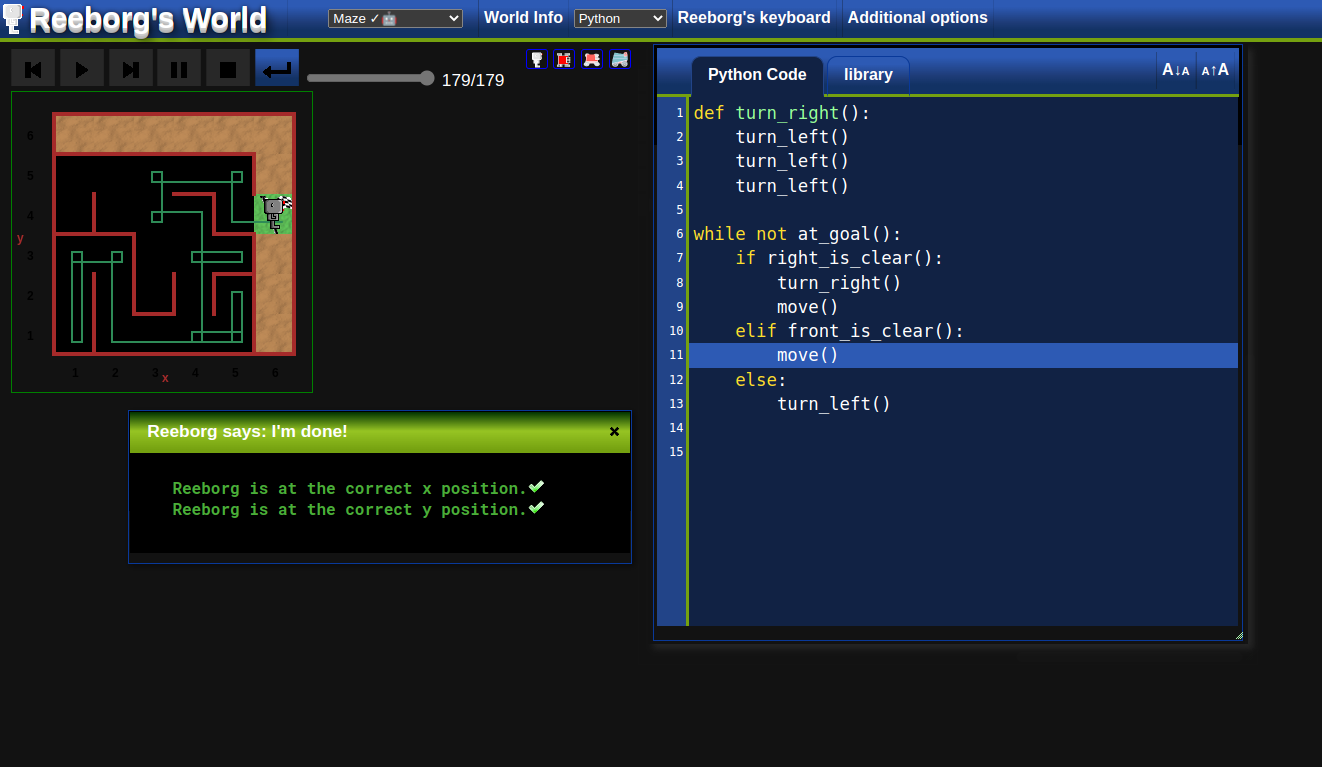 Reeborg's World
Maze ✓🤖
World Info
Python
Reeborg's keyboard
Additional options
179/179
6
5
4
3
2
1
y
1 2 3 4 5 6
x
Reeborg says: I'm done!
×
Reeborg is at the correct x position.✔
Reeborg is at the correct y position.✔
Python Code
library
A↓A
A↑A
1 def turn_right():
2     turn_left()
3     turn_left()
4     turn_left()
5
6 while not at_goal():
7     if right_is_clear():
8         turn_right()
9         move()
10     elif front_is_clear():
11         move()
12     else:
13         turn_left()
14
15